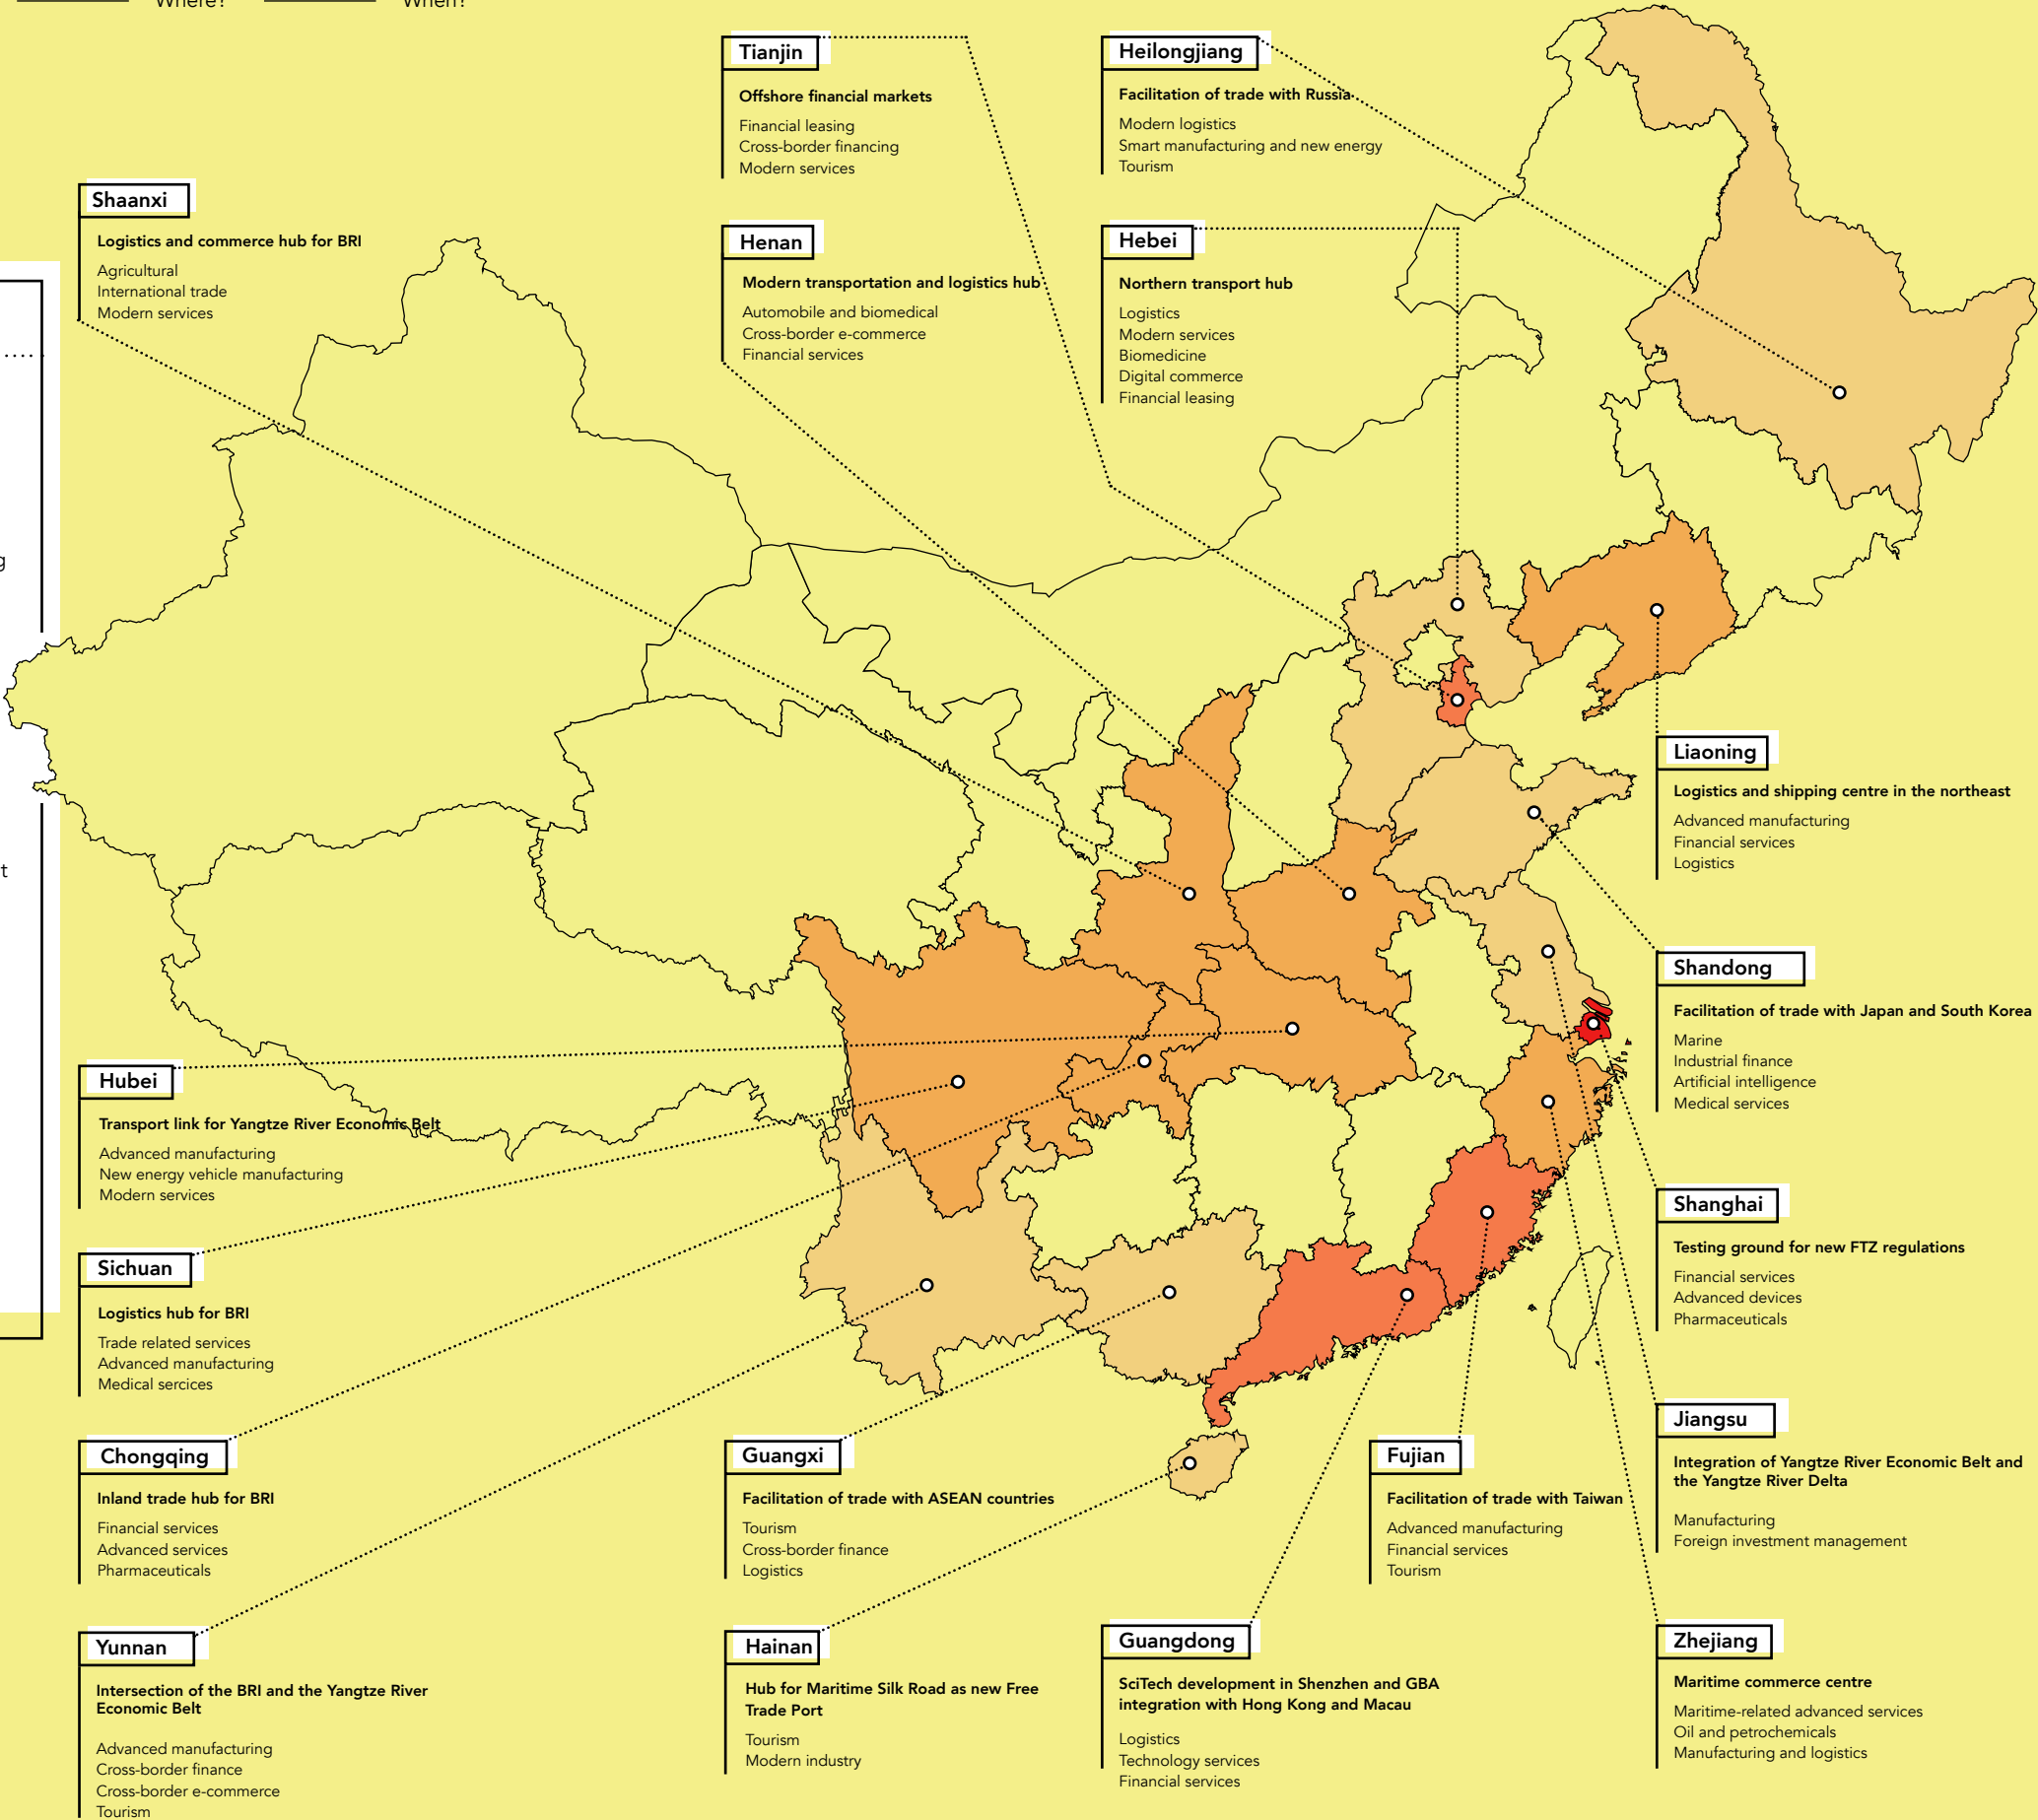 Where?
When?
Tianjin
Offshore financial markets
Financial leasing
Cross-border financing
Modern services
Heilongjiang
Facilitation of trade with Russia
Modern logistics
Smart manufacturing and new energy
Tourism
Shaanxi
Logistics and commerce hub for BRI
Agricultural
International trade
Modern services
Henan
Modern transportation and logistics hub
Automobile and biomedical
Cross-border e-commerce
Financial services
Hebei
Northern transport hub
Logistics
Modern services
Biomedicine
Digital commerce
Financial leasing
g
t
Liaoning
Logistics and shipping centre in the northeast
Advanced manufacturing
Financial services
Logistics
Shandong
Facilitation of trade with Japan and South Korea
Marine
Industrial finance
Artificial intelligence
Medical services
Hubei
Transport link for Yangtze River Economic Belt
Advanced manufacturing
New energy vehicle manufacturing
Modern services
Shanghai
Testing ground for new FTZ regulations
Financial services
Advanced devices
Pharmaceuticals
Sichuan
Logistics hub for BRI
Trade related services
Advanced manufacturing
Medical sercices
Jiangsu
Integration of Yangtze River Economic Belt and
the Yangtze River Delta
Manufacturing
Foreign investment management
Chongqing
Inland trade hub for BRI
Financial services
Advanced services
Pharmaceuticals
Guangxi
Facilitation of trade with ASEAN countries
Tourism
Cross-border finance
Logistics
Fujian
Facilitation of trade with Taiwan
Advanced manufacturing
Financial services
Tourism
Yunnan
Intersection of the BRI and the Yangtze River
Economic Belt
Advanced manufacturing
Cross-border finance
Cross-border e-commerce
Tourism
Hainan
Hub for Maritime Silk Road as new Free
Trade Port
Tourism
Modern industry
Guangdong
SciTech development in Shenzhen and GBA
integration with Hong Kong and Macau
Logistics
Technology services
Financial services
Zhejiang
Maritime commerce centre
Maritime-related advanced services
Oil and petrochemicals
Manufacturing and logistics